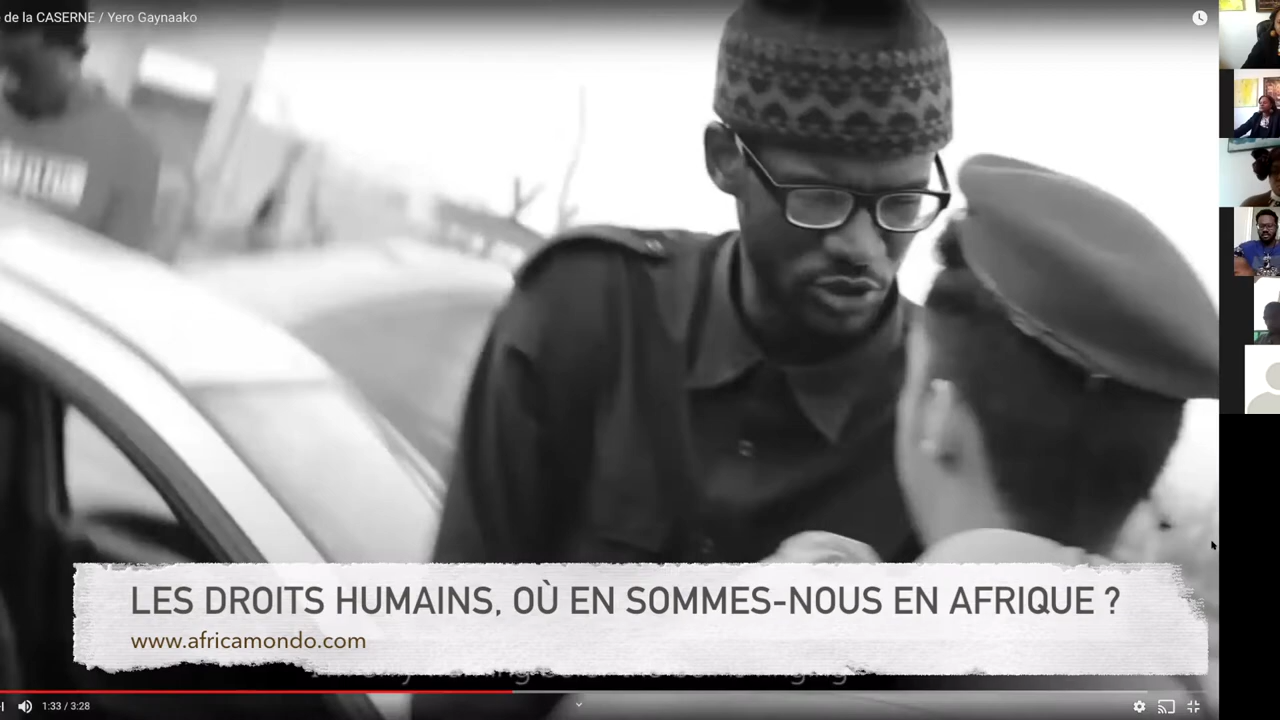 de la CASERNE / Yero Gaynaako
LES DROITS HUMAINS, OÙ EN SOMMES-NOUS EN AFRIQUE ?
www.africamondo.com
1:33 / 3:28